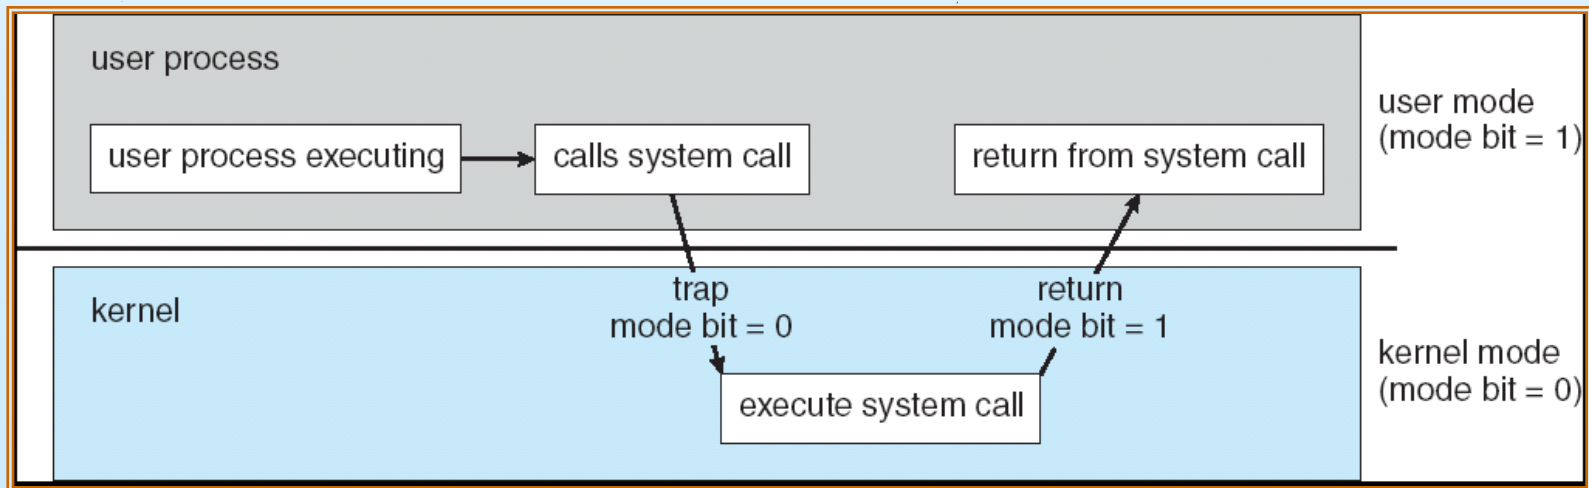 user process
user process executing
calls system call
return from system call
user mode
(mode bit = 1)
kernel
trap
mode bit = 0
return
mode bit = 1
execute system call
kernel mode
(mode bit = 0)